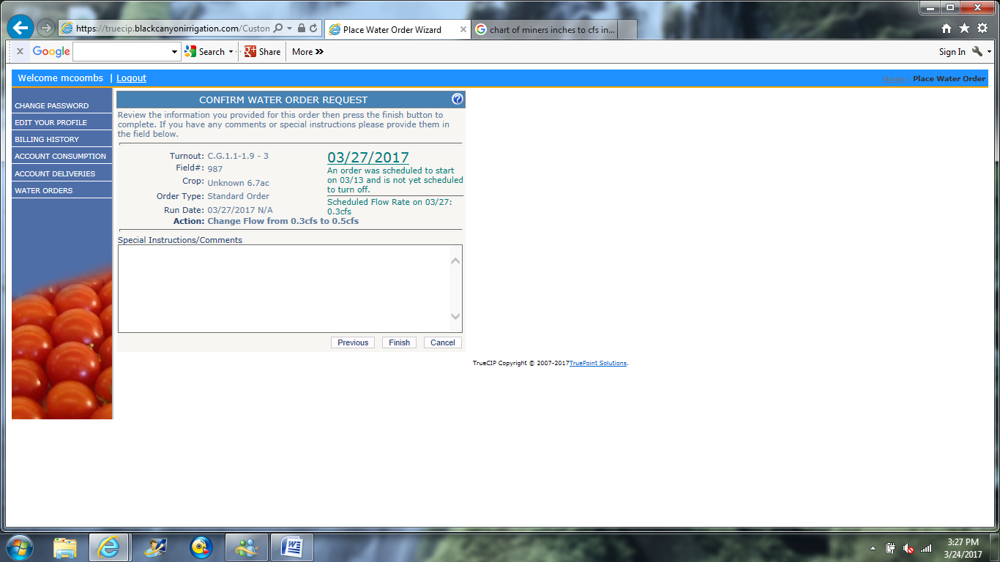 https://truecip.blackcanyonirrigation.com/Custon
Place Water Order Wizard
chart of miners inches to cfs in...
x Google
Search
Share
More »
Sign In
Welcome mcoombs | Logout
Home : Place Water Order
CHANGE PASSWORD
EDIT YOUR PROFILE
BILLING HISTORY
ACCOUNT CONSUMPTION
ACCOUNT DELIVERIES
WATER ORDERS
CONFIRM WATER ORDER REQUEST
?
Review the information you provided for this order then press the finish button to
complete. If you have any comments or special instructions please provide them in
the field below.
Turnout: C.G.1.1-1.9 - 3
Field#: 987
Crop: Unknown 6.7ac
Order Type: Standard Order
Run Date: 03/27/2017 N/A
Action: Change Flow from 0.3cfs to 0.5cfs
03/27/2017
An order was scheduled to start
on 03/13 and is not yet scheduled
to turn off.
Scheduled Flow Rate on 03/27:
0.3cfs
Special Instructions/Comments
Previous
Finish
Cancel
TrueCIP Copyright © 2007-2017TruePoint Solutions.
3:27 PM
3/24/2017